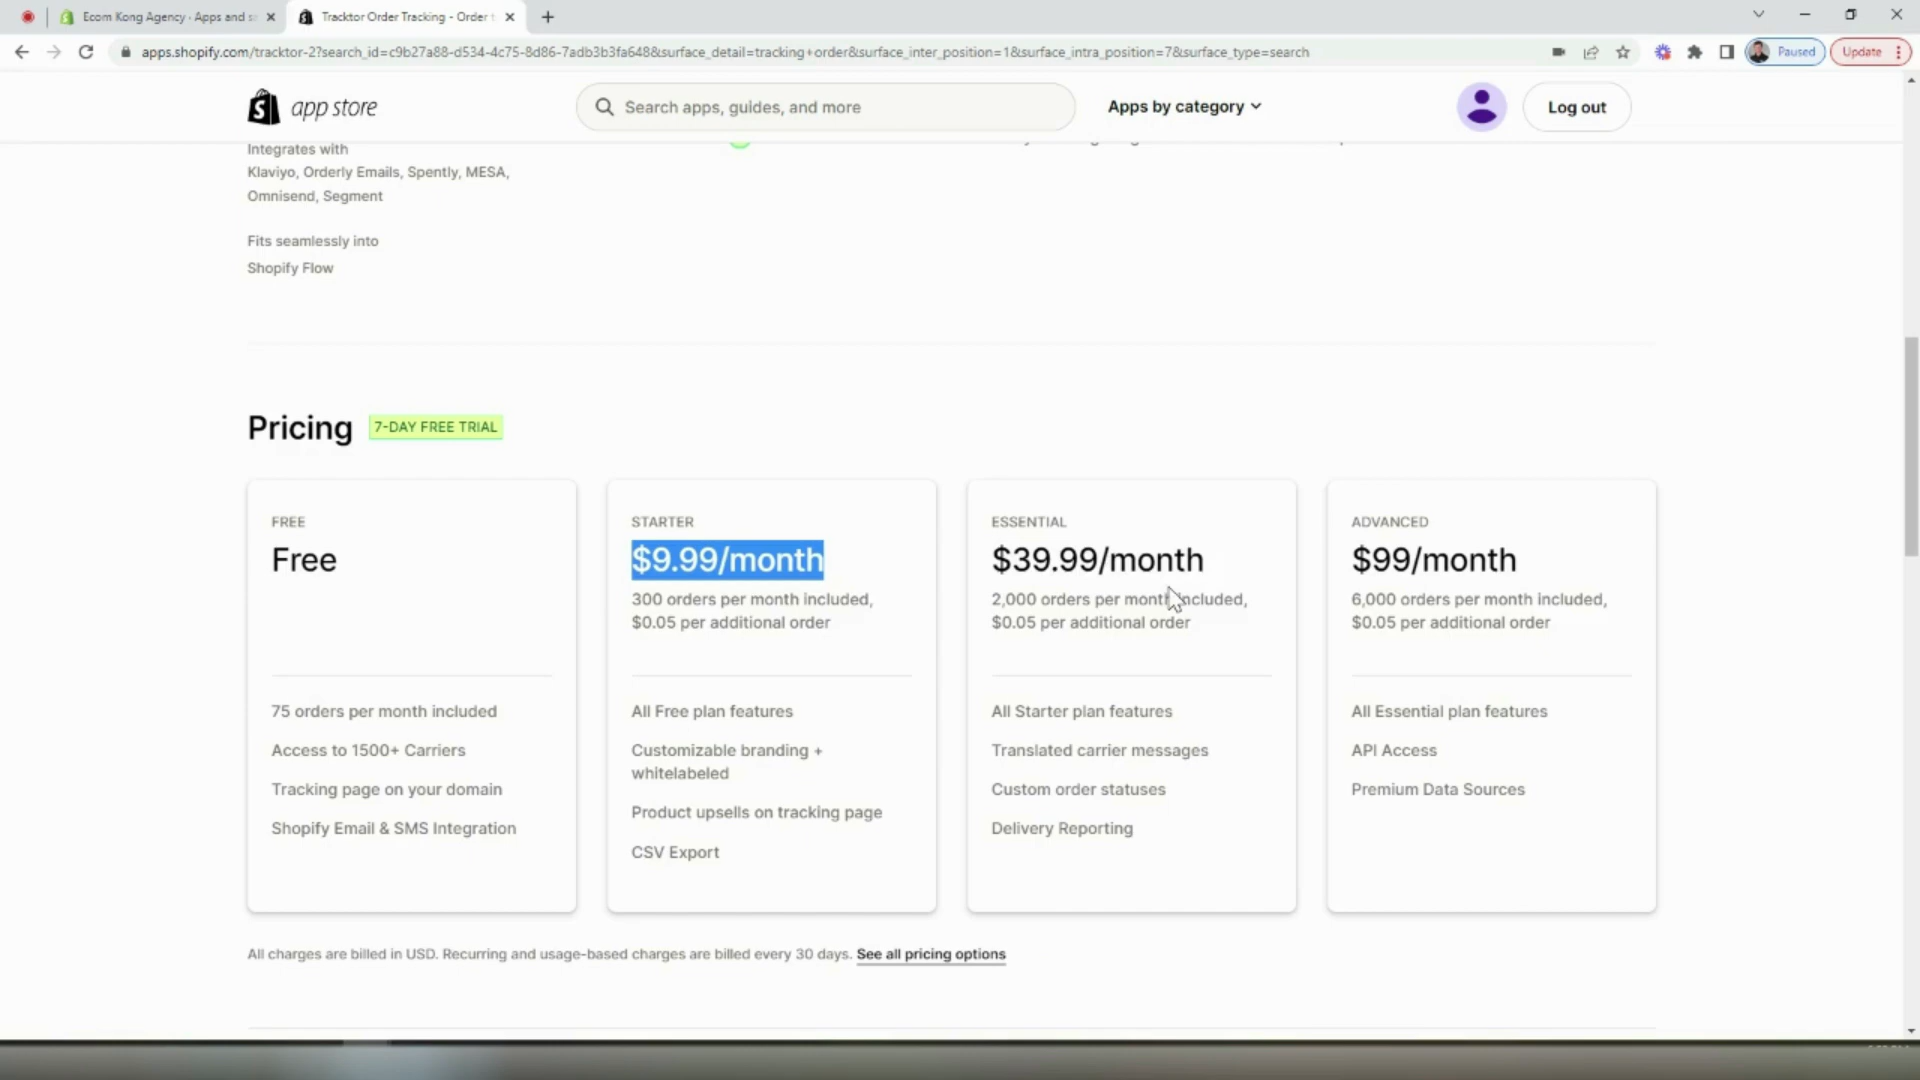 Ecom Kong Agency · Apps and s
Tracktor Order Tracking - Order t
apps.shopify.com/tracktor-2?search_id=c9b27a88-d534-4c75-8d86-7adb3b3fa648&surface_detail=tracking+order&surface_inter_position=1&surface_intra_position=7&surface_type=search
Paused
Update
app store
Search apps, guides, and more
Apps by category
Log out
Integrates with
Klaviyo, Orderly Emails, Spently, MESA,
Omnisend, Segment
Fits seamlessly into
Shopify Flow
Pricing
7-DAY FREE TRIAL
FREE
Free
75 orders per month included
Access to 1500+ Carriers
Tracking page on your domain
Shopify Email & SMS Integration
STARTER
$9.99/month
300 orders per month included,
$0.05 per additional order
All Free plan features
Customizable branding +
whitelabeled
Product upsells on tracking page
CSV Export
ESSENTIAL
$39.99/month
2,000 orders per month included,
$0.05 per additional order
All Starter plan features
Translated carrier messages
Custom order statuses
Delivery Reporting
ADVANCED
$99/month
6,000 orders per month included,
$0.05 per additional order
All Essential plan features
API Access
Premium Data Sources
All charges are billed in USD. Recurring and usage-based charges are billed every 30 days. See all pricing options